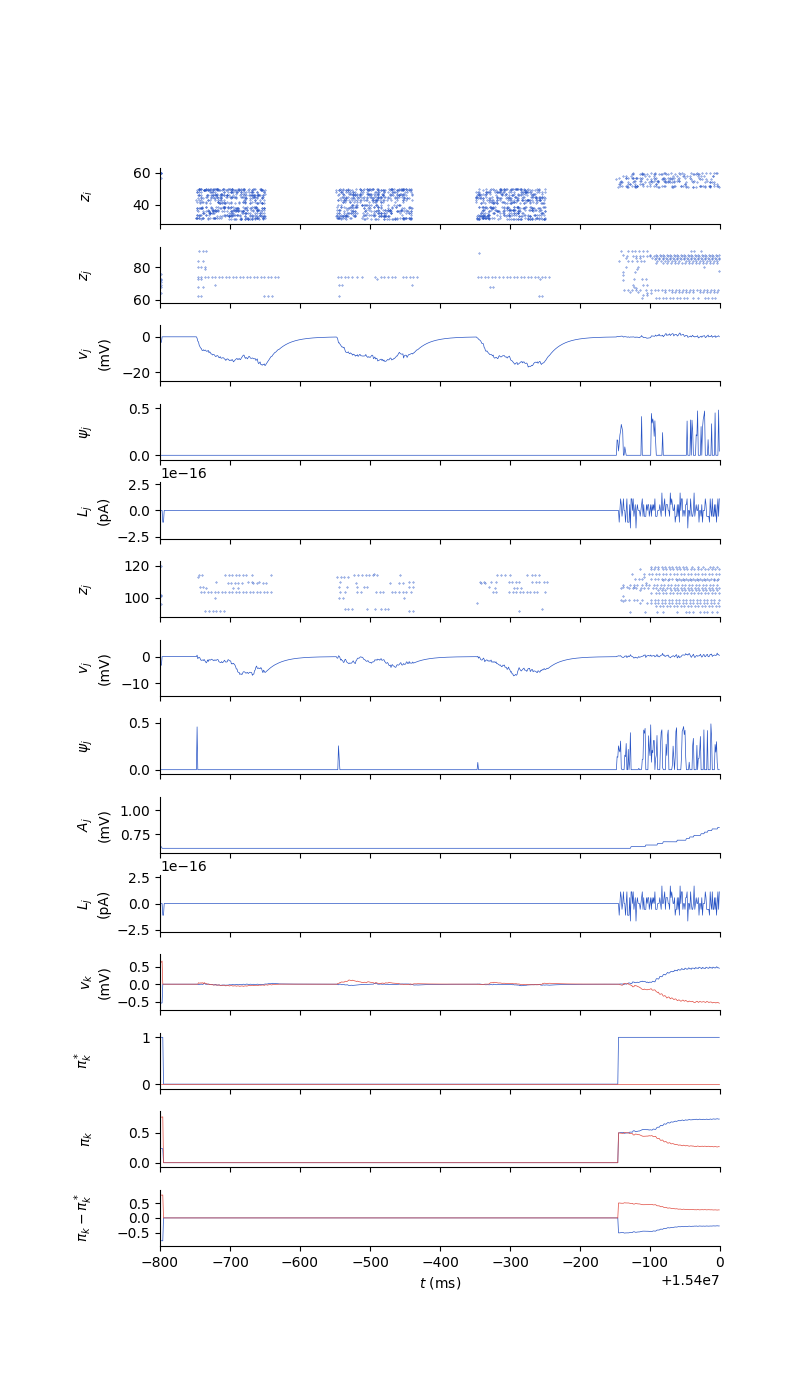 60
40
z_i
80
60
z_j
0
−20
v_j
(mV)
0.5
0.0
ψ_j
1e−16
2.5
0.0
−2.5
L_j
(pA)
120
100
z_j
0
−10
v_j
(mV)
0.5
0.0
ψ_j
1.00
0.75
A_j
(mV)
1e−16
2.5
0.0
−2.5
L_j
(pA)
0.5
0.0
−0.5
v_k
(mV)
1
0
π_k^*
0.5
0.0
π_k
0.5
0.0
−0.5
π_k − π_k^*
−800 −700 −600 −500 −400 −300 −200 −100 0
t (ms)
+1.54e7